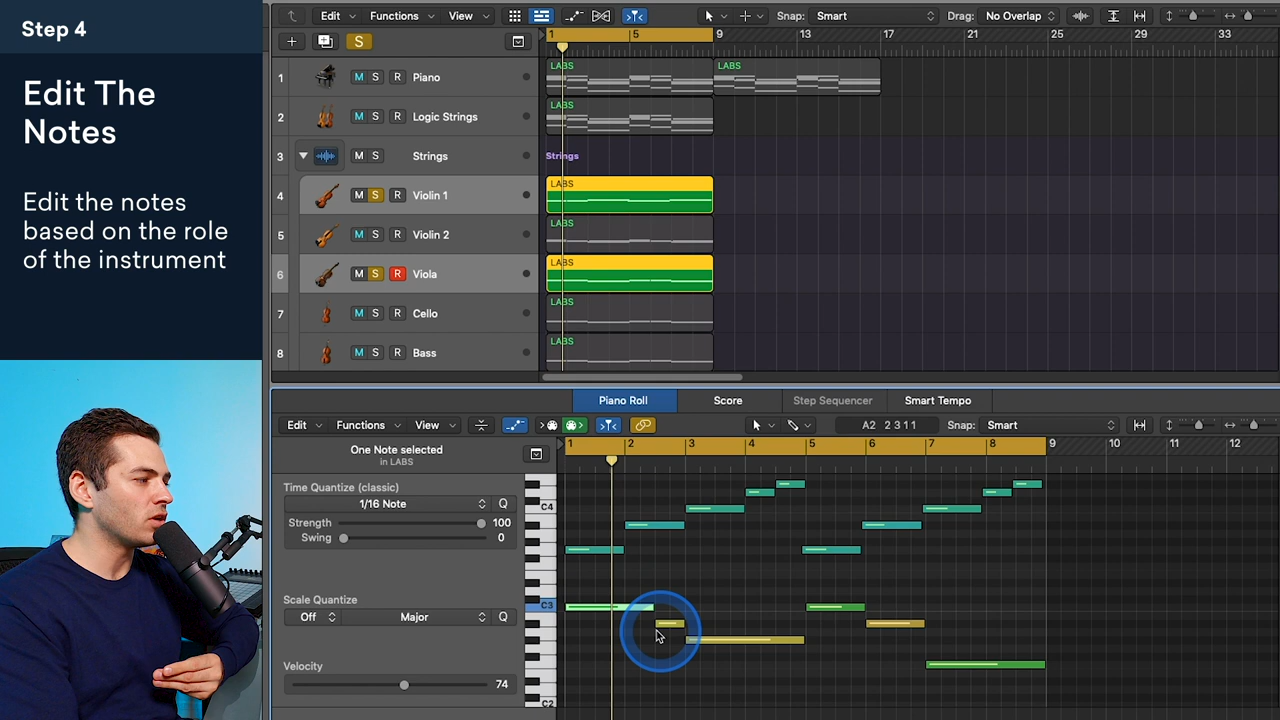 Step 4
Edit The
Notes
Edit the notes
based on the role
of the instrument
Edit Functions View Snap: Smart Drag: No Overlap
S 1 5 9 13 17 21 25 29 33
1 M S R Piano LABS LABS
2 M S R Logic Strings LABS
3 M S Strings Strings
4 M S R Violin 1 LABS
5 M S R Violin 2 LABS
6 M S R Viola LABS
7 M S R Cello LABS
8 M S R Bass LABS
Piano Roll Score Step Sequencer Smart Tempo
Edit Functions View A2 2 3 1 1 Snap: Smart
One Note selected 1 2 3 4 5 6 7 8 9 10 11 12
in LABS
Time Quantize (classic)
1/16 Note Q C4
Strength 100
Swing 0
Scale Quantize C3
Off Major Q
Velocity
74
C2